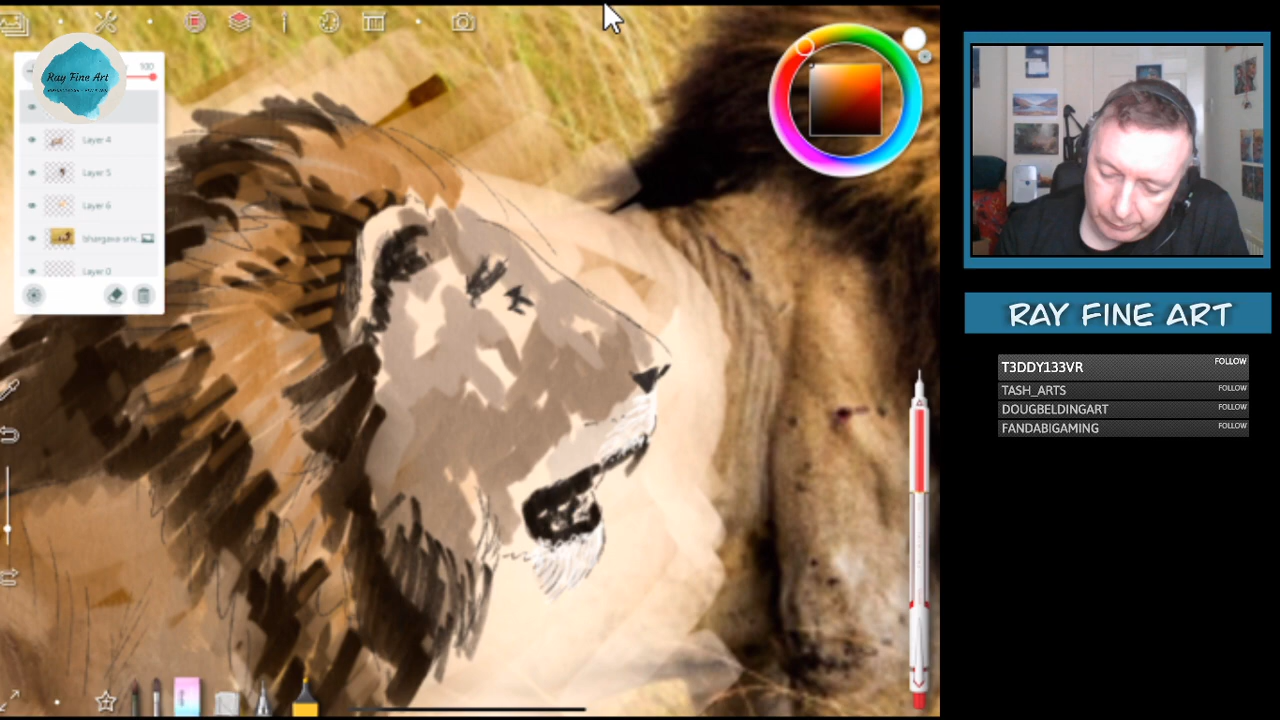 100
Ray Fine Art
Layer 4
Layer 5
Layer 6
Layer 0
RAY FINE ART
T3DDY133VR FOLLOW
TASH_ARTS FOLLOW
DOUGBELDINGART FOLLOW
FANDABIGAMING FOLLOW